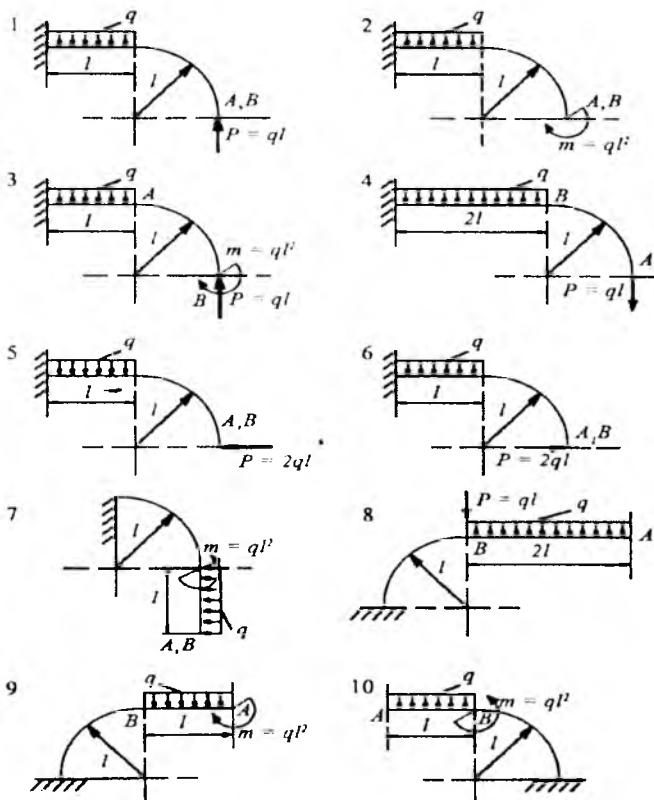 1 q 2 q
l l l l
A,B A,B
P = ql m = ql²
3 q A 4 q B
l l m = ql² 2l l
B P = ql P = ql A
5 q 6 q
l l l l
A,B A,B
P = 2ql P = 2ql
7 l m = ql² 8 P = ql q A
l q B 2l
A,B l
9 q A 10 q m = ql²
B l m = ql² A l B
l l